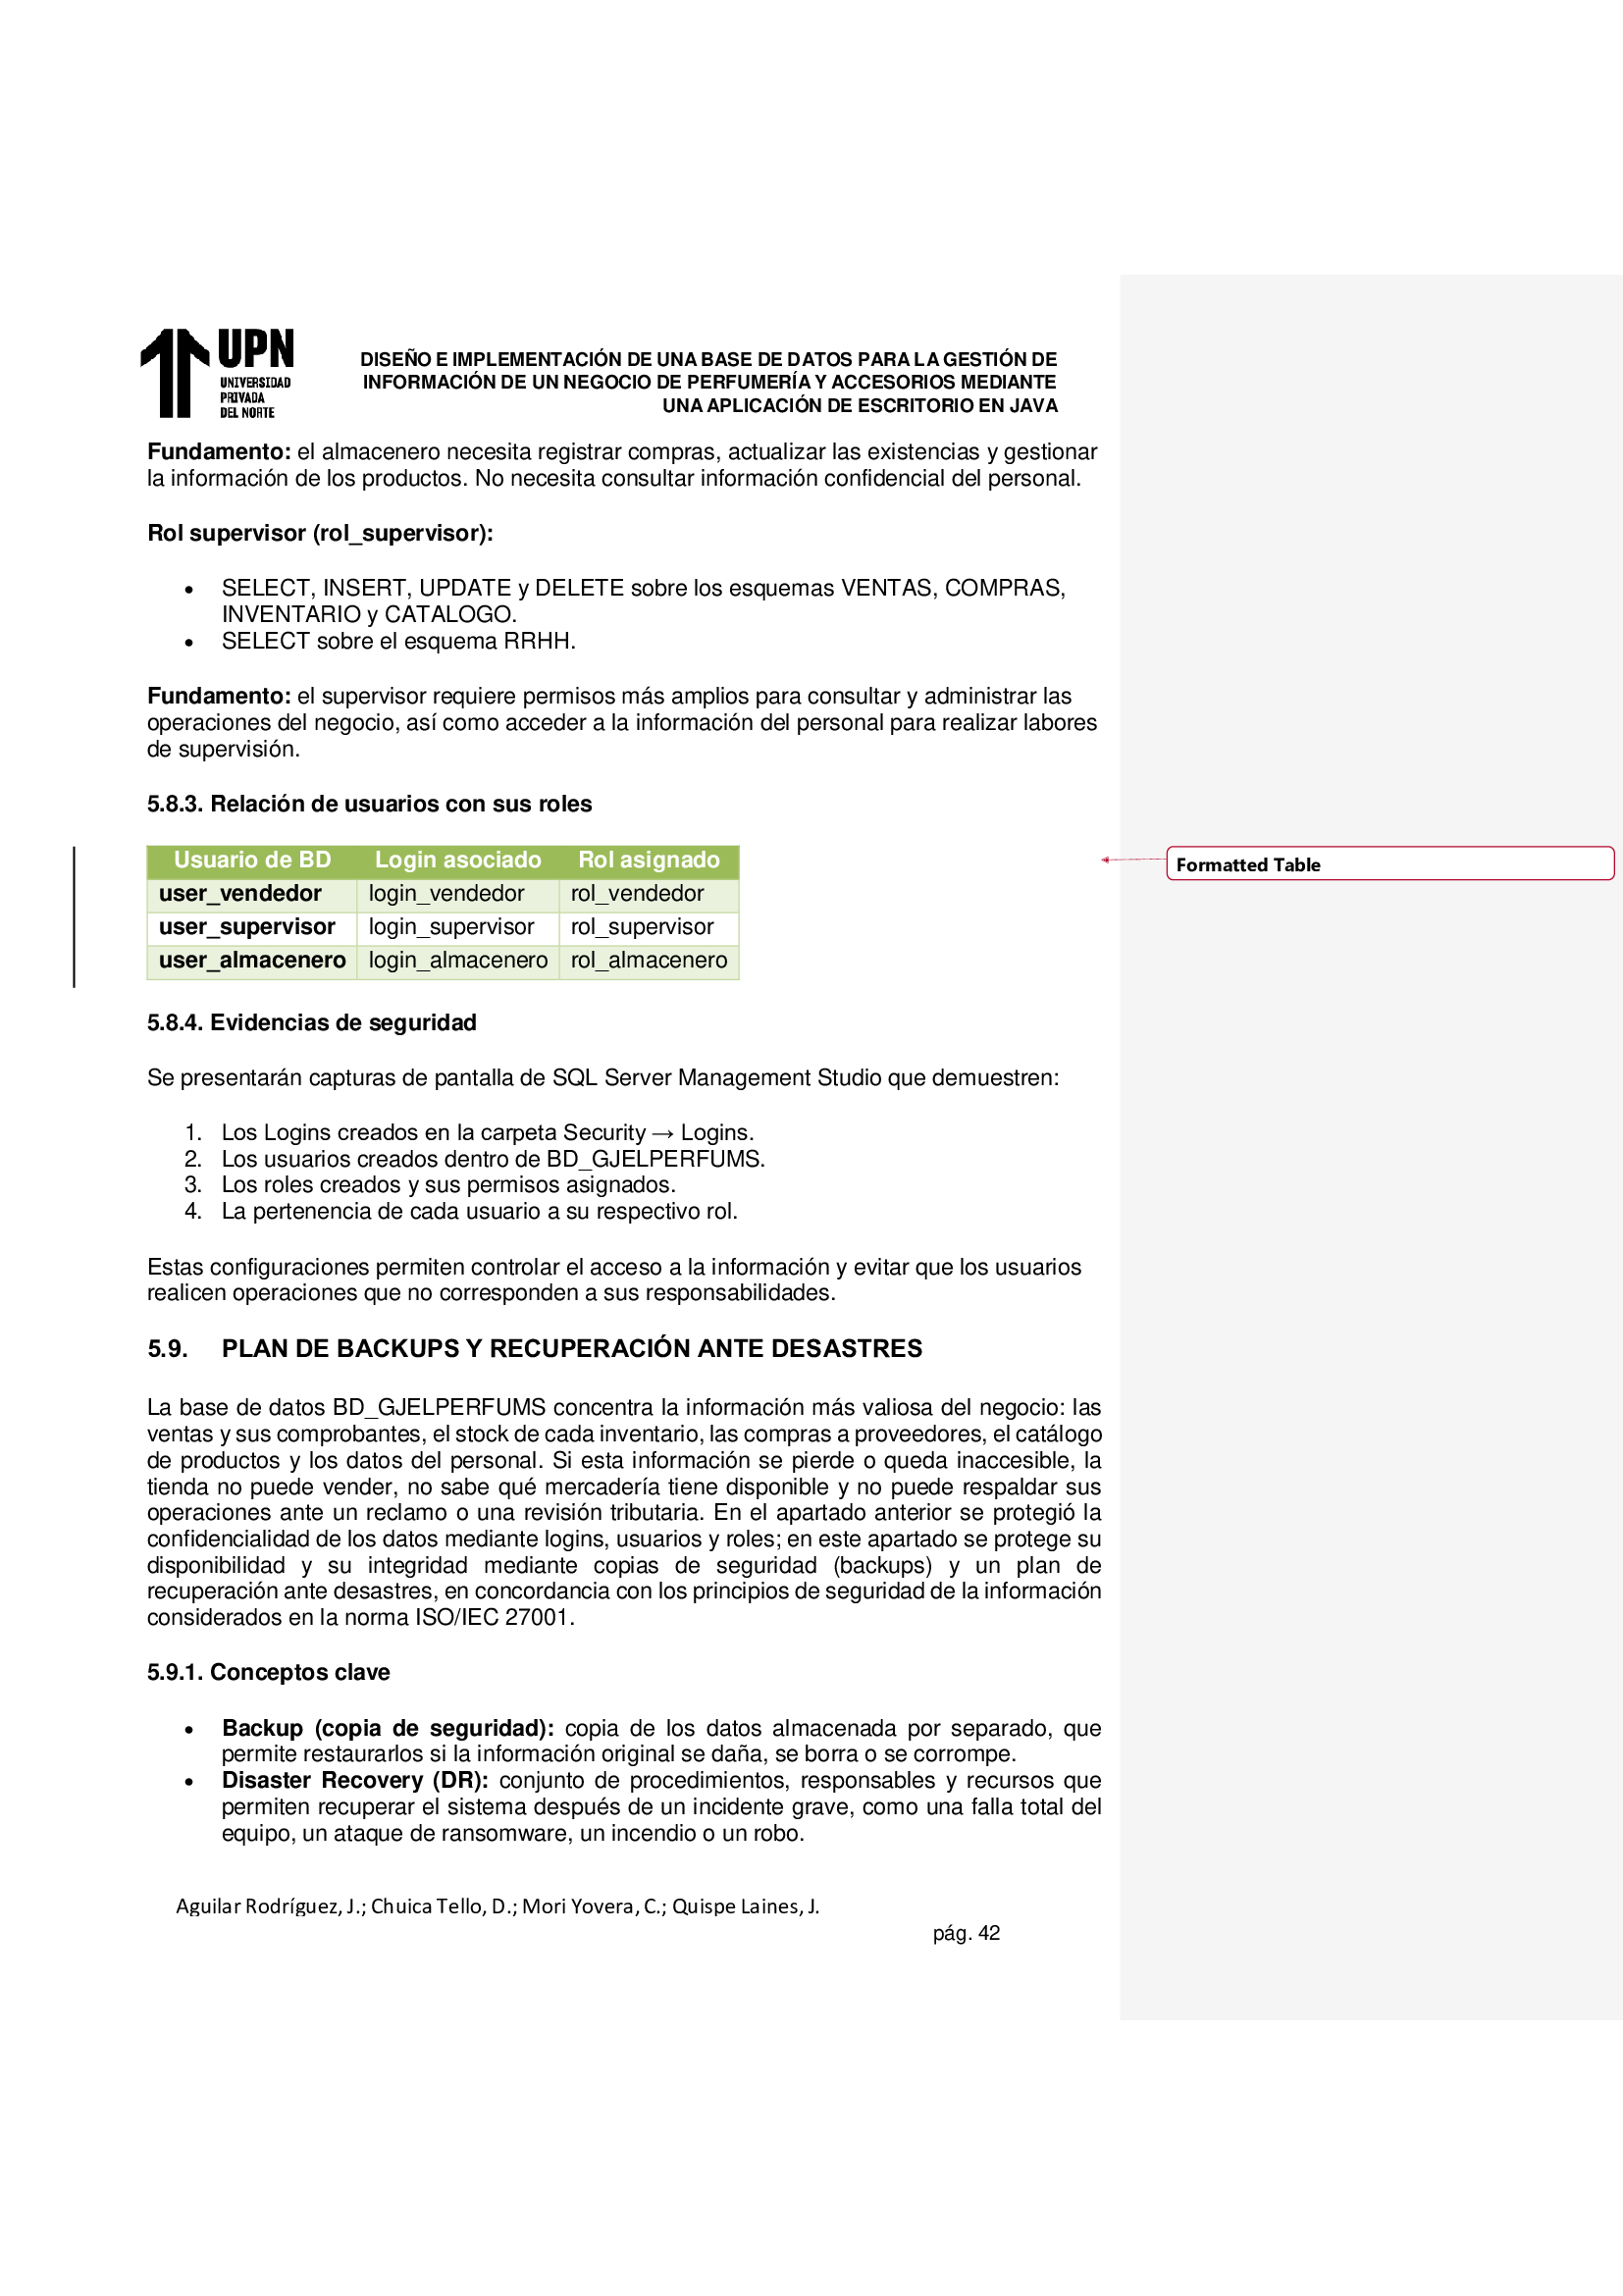 UPN
UNIVERSIDAD
PRIVADA
DEL NORTE
DISEÑO E IMPLEMENTACIÓN DE UNA BASE DE DATOS PARA LA GESTIÓN DE
INFORMACIÓN DE UN NEGOCIO DE PERFUMERÍA Y ACCESORIOS MEDIANTE
UNA APLICACIÓN DE ESCRITORIO EN JAVA
Fundamento: el almacenero necesita registrar compras, actualizar las existencias y gestionar
la información de los productos. No necesita consultar información confidencial del personal.
Rol supervisor (rol_supervisor):
• SELECT, INSERT, UPDATE y DELETE sobre los esquemas VENTAS, COMPRAS,
INVENTARIO y CATALOGO.
• SELECT sobre el esquema RRHH.
Fundamento: el supervisor requiere permisos más amplios para consultar y administrar las
operaciones del negocio, así como acceder a la información del personal para realizar labores
de supervisión.
5.8.3. Relación de usuarios con sus roles
Usuario de BD Login asociado Rol asignado
user_vendedor login_vendedor rol_vendedor
user_supervisor login_supervisor rol_supervisor
user_almacenero login_almacenero rol_almacenero
Formatted Table
5.8.4. Evidencias de seguridad
Se presentarán capturas de pantalla de SQL Server Management Studio que demuestren:
1. Los Logins creados en la carpeta Security → Logins.
2. Los usuarios creados dentro de BD_GJELPERFUMS.
3. Los roles creados y sus permisos asignados.
4. La pertenencia de cada usuario a su respectivo rol.
Estas configuraciones permiten controlar el acceso a la información y evitar que los usuarios
realicen operaciones que no corresponden a sus responsabilidades.
5.9. PLAN DE BACKUPS Y RECUPERACIÓN ANTE DESASTRES
La base de datos BD_GJELPERFUMS concentra la información más valiosa del negocio: las
ventas y sus comprobantes, el stock de cada inventario, las compras a proveedores, el catálogo
de productos y los datos del personal. Si esta información se pierde o queda inaccesible, la
tienda no puede vender, no sabe qué mercadería tiene disponible y no puede respaldar sus
operaciones ante un reclamo o una revisión tributaria. En el apartado anterior se protegió la
confidencialidad de los datos mediante logins, usuarios y roles; en este apartado se protege su
disponibilidad y su integridad mediante copias de seguridad (backups) y un plan de
recuperación ante desastres, en concordancia con los principios de seguridad de la información
considerados en la norma ISO/IEC 27001.
5.9.1. Conceptos clave
• Backup (copia de seguridad): copia de los datos almacenada por separado, que
permite restaurarlos si la información original se daña, se borra o se corrompe.
• Disaster Recovery (DR): conjunto de procedimientos, responsables y recursos que
permiten recuperar el sistema después de un incidente grave, como una falla total del
equipo, un ataque de ransomware, un incendio o un robo.
Aguilar Rodríguez, J.; Chuica Tello, D.; Mori Yovera, C.; Quispe Laines, J.
pág. 42